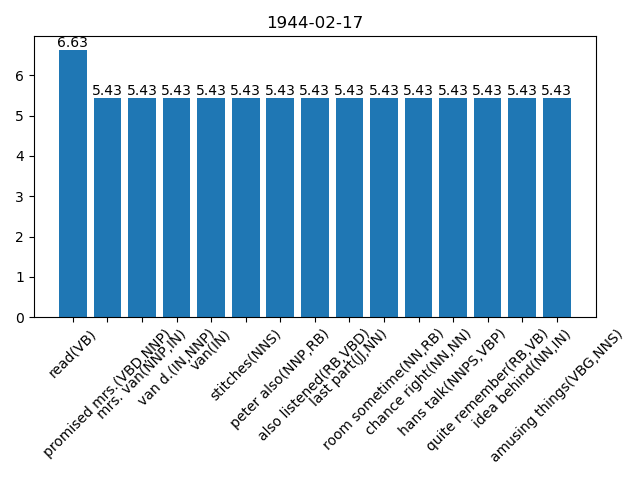 1944-02-17
6.63
5.43 5.43 5.43 5.43 5.43 5.43 5.43 5.43 5.43 5.43 5.43 5.43 5.43 5.43
6
5
4
3
2
1
0
read(VB)
promised mrs.(VBD,NNP)
mrs. van(NNP,IN)
van d.(IN,NNP)
van(IN)
stitches(NNS)
peter also(NNP,RB)
also listened(RB,VBD)
last part(JJ,NN)
room sometime(NN,RB)
chance right(NN,NN)
hans talk(NNPS,VBP)
quite remember(RB,VB)
idea behind(NN,IN)
amusing things(VBG,NNS)